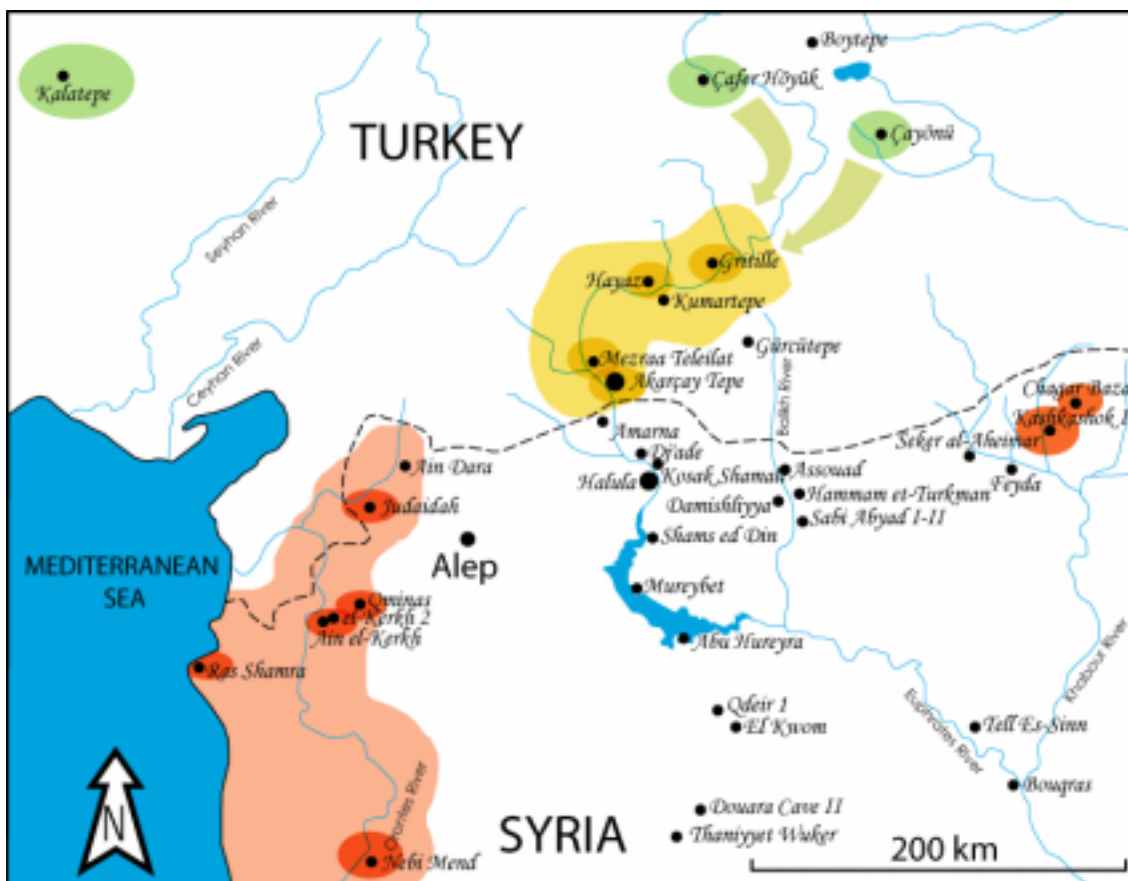 Boytepe
Kalatepe
Çafer Höyük
TURKEY
Çayönü
Seyhan River
Gritille
Hayaz
Kumartepe
Ceyhan River
Gürcütepe
Mezraa Teleilat
Akarçay Tepe
Balikh River
Chagar Baza
Kashkashok I
Amarna
Seker al-Aheimar
Dj'ade
Ain Dara
Kosak Shamali
Assouad
Halula
Feyda
Hammam et-Turkman
Damishliyya
Judaidah
Sabi Abyad I-II
Shams ed Din
MEDITERRANEAN
SEA
Alep
Mureybet
Qminas
el-Kerkh 2
Ain el-Kerkh
Abu Hureyra
Ras Shamra
Khabour River
Qdeir 1
El Kwom
Euphrates River
Tell Es-Sinn
Bouqras
Orontes River
Douara Cave II
Thaniyyet Wuker
SYRIA
200 km
N
Nebi Mend